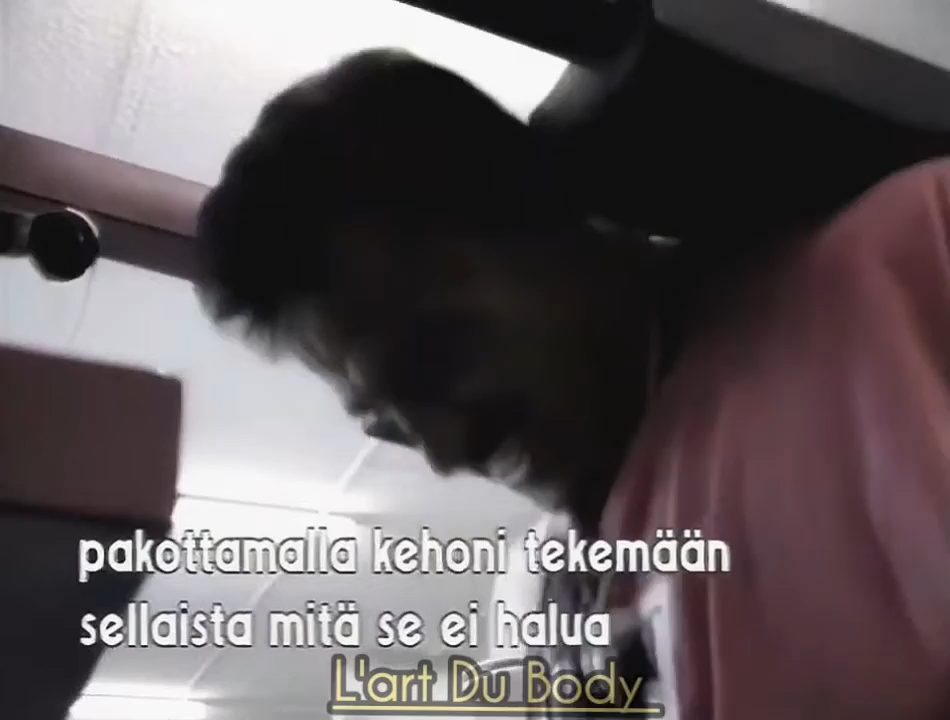 pakottamalla kehoni tekemään
sellaista mitä se ei halua
L'art Du Body